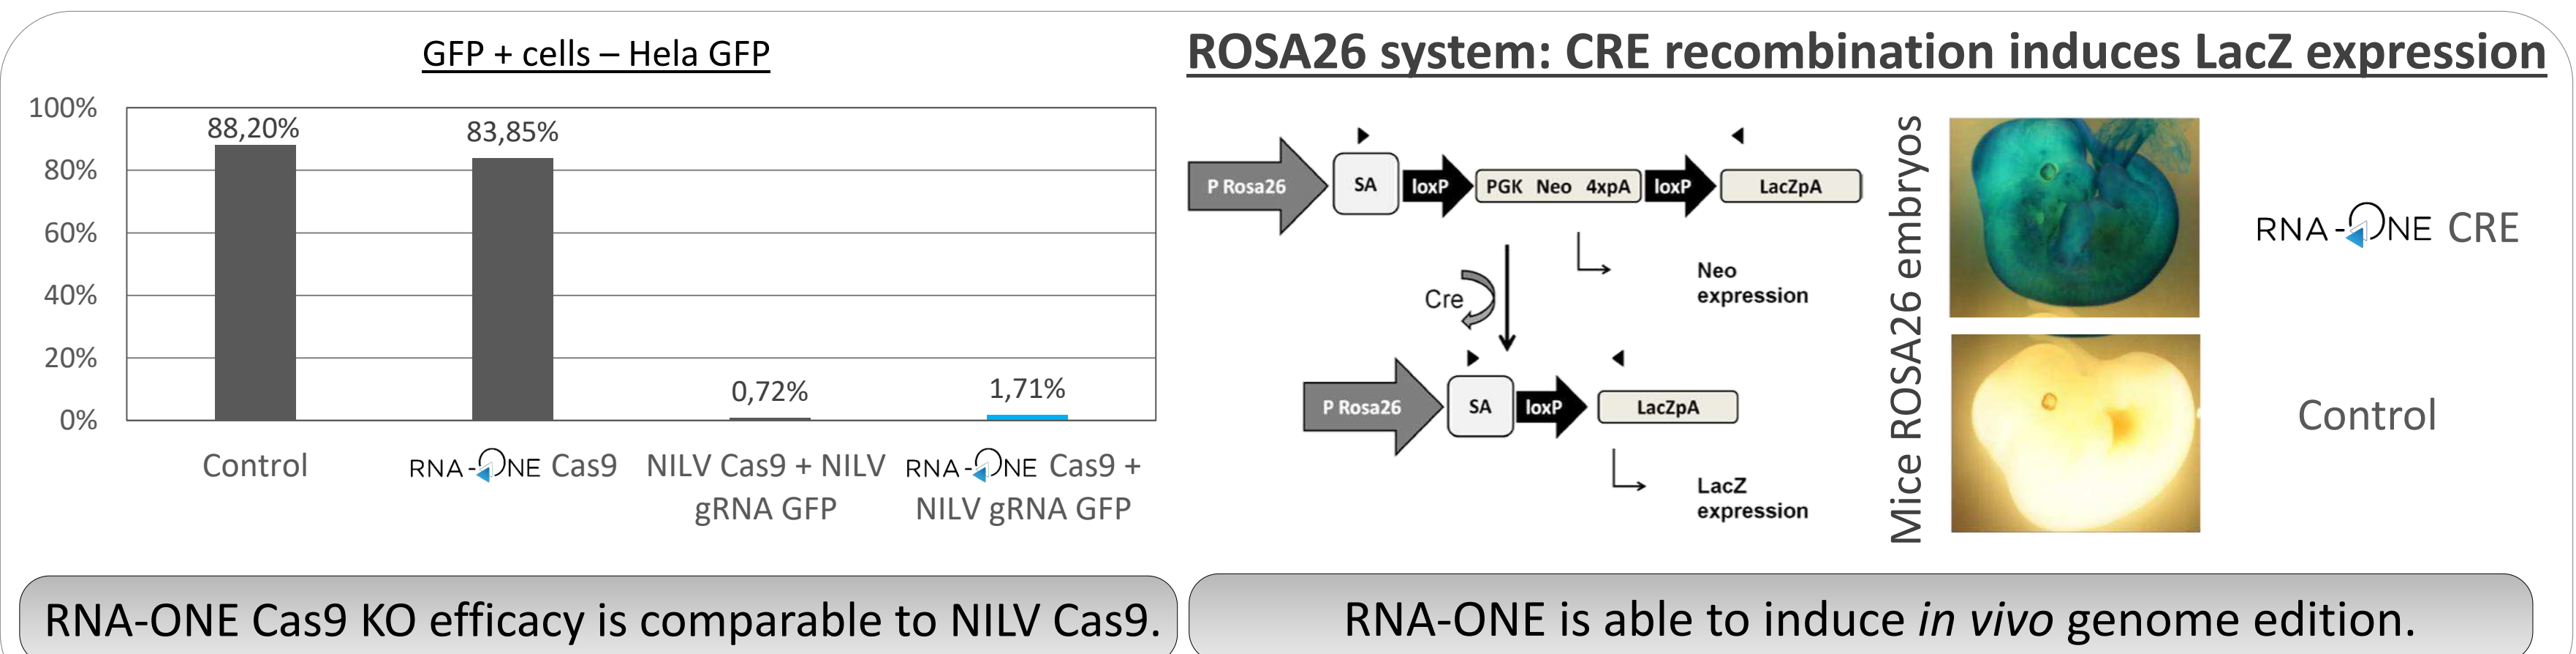 GFP + cells – Hela GFP
100%
80%
60%
40%
20%
0%
88,20%
83,85%
0,72%
1,71%
Control
RNA-ONE Cas9
NILV Cas9 + NILV
gRNA GFP
RNA-ONE Cas9 +
NILV gRNA GFP
RNA-ONE Cas9 KO efficacy is comparable to NILV Cas9.
ROSA26 system: CRE recombination induces LacZ expression
P Rosa26
SA
loxP
PGK Neo 4xpA
loxP
LacZpA
Neo
expression
Cre
P Rosa26
SA
loxP
LacZpA
LacZ
expression
Mice ROSA26 embryos
RNA-ONE CRE
Control
RNA-ONE is able to induce in vivo genome edition.